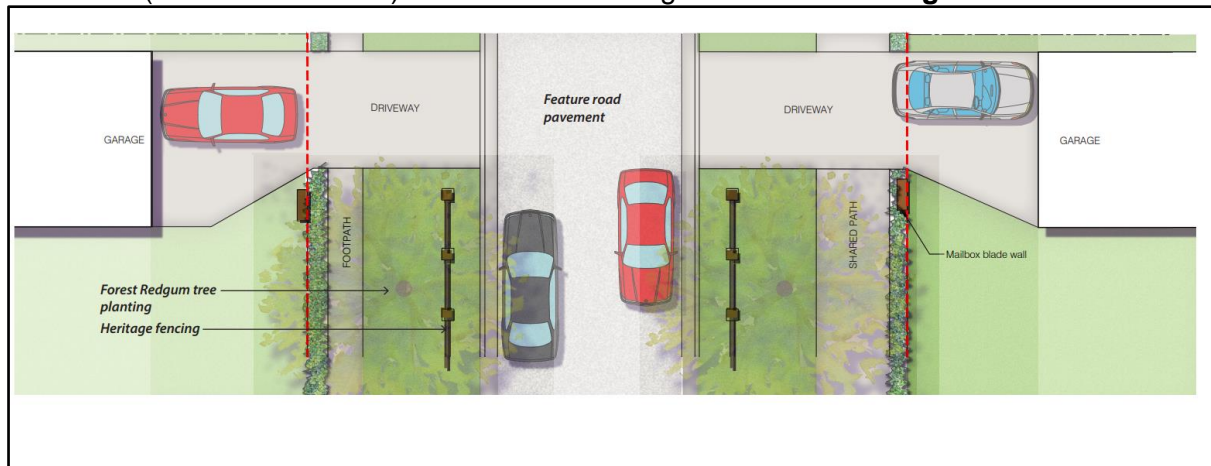 DRIVEWAY
Feature road
pavement
DRIVEWAY
GARAGE
GARAGE
FOOTPATH
SHARED PATH
Mailbox blade wall
Forest Redgum tree
planting
Heritage fencing